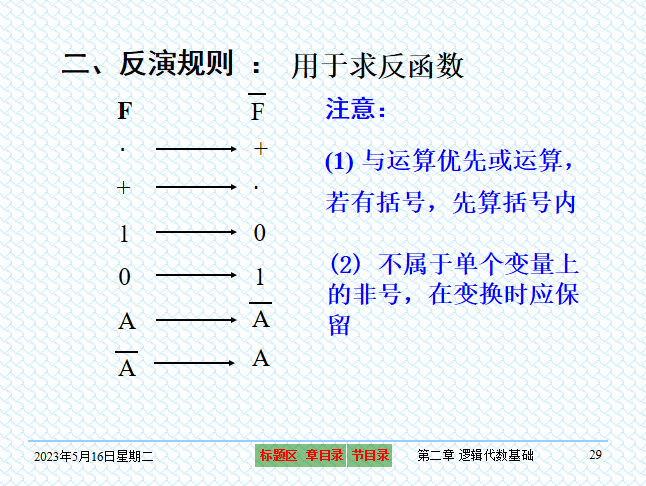 二、反演规则 ： 用于求反函数
F F̅
· +
+ ·
1 0
0 1
A A̅
A̅ A
注意：
(1) 与运算优先或运算，
若有括号，先算括号内
(2) 不属于单个变量上
的非号，在变换时应保
留
2023年5月16日星期二 标题区 章目录 节目录 第二章 逻辑代数基础 29